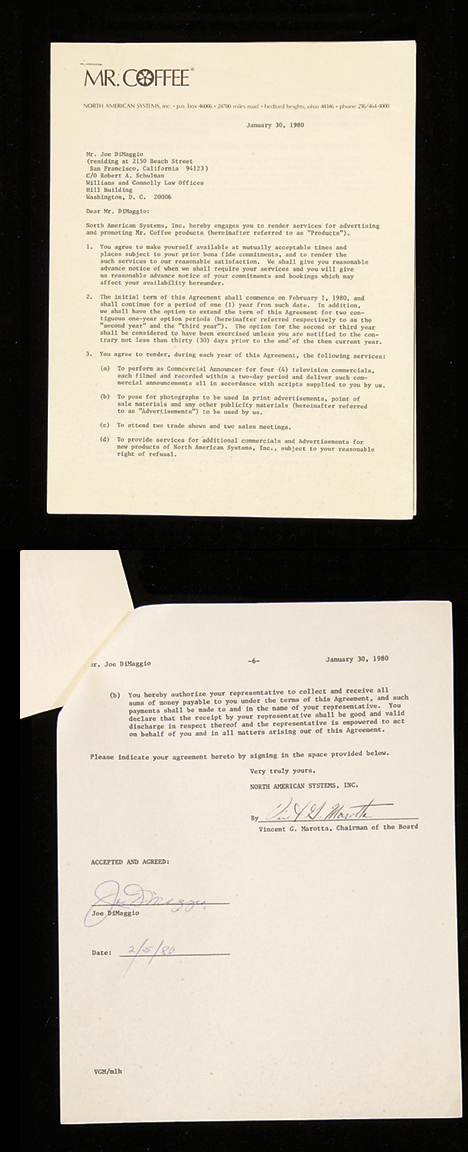 MR. COFFEE®
NORTH AMERICAN SYSTEMS, inc. • p.o. box 46006 • 24700 miles road • bedford heights, ohio 44146 • phone 216/464-4000
January 30, 1980
Mr. Joe DiMaggio
(residing at 2150 Beach Street
San Francisco, California 94123)
C/O Robert A. Schulman
Williams and Connolly Law Offices
Hill Building
Washington, D. C. 20006
Dear Mr. DiMaggio:
North American Systems, Inc. hereby engages you to render services for advertising
and promoting Mr. Coffee products (hereinafter referred to as "Products").
1. You agree to make yourself available at mutually acceptable times and
places subject to your prior bona fide commitments, and to render the
such services to our reasonable satisfaction. We shall give you reasonable
advance notice of when we shall require your services and you will give
us reasonable advance notice of your commitments and bookings which may
affect your availability hereunder.
2. The initial term of this Agreement shall commence on February 1, 1980, and
shall continue for a period of one (1) year from such date. In addition,
we shall have the option to extend the term of this Agreement for two con-
tiguous one-year option periods (hereinafter referred respectively to as the
"second year" and the "third year"). The option for the second or third year
shall be considered to have been exercised unless you are notified to the con-
trary not less than thirty (30) days prior to the end of the then current year.
3. You agree to render, during each year of this Agreement, the following services:
(a) To perform as Commercial Announcer for four (4) television commercials,
each filmed and recorded within a two-day period and deliver such com-
mercial announcements all in accordance with scripts supplied to you by us.
(b) To pose for photographs to be used in print advertisements, point of
sale materials and any other publicity materials (hereinafter referred
to as "Advertisements") to be used by us.
(c) To attend two trade shows and two sales meetings.
(d) To provide services for additional commercials and Advertisements for
new products of North American Systems, Inc., subject to your reasonable
right of refusal.
Mr. Joe DiMaggio -6- January 30, 1980
(b) You hereby authorize your representative to collect and receive all
sums of money payable to you under the terms of this Agreement, and such
payments shall be made to and in the name of your representative. You
declare that the receipt by your representative shall be good and valid
discharge in respect thereof and the representative is empowered to act
on behalf of you and in all matters arising our of this Agreement.
Please indicate your agreement hereto by signing in the space provided below.
Very truly yours,
NORTH AMERICAN SYSTEMS, INC.
By Vincent G. Marotta
Vincent G. Marotta, Chairman of the Board
ACCEPTED AND AGREED:
Joe DiMaggio
Joe DiMaggio
Date: 2/5/80
VGM/mlh